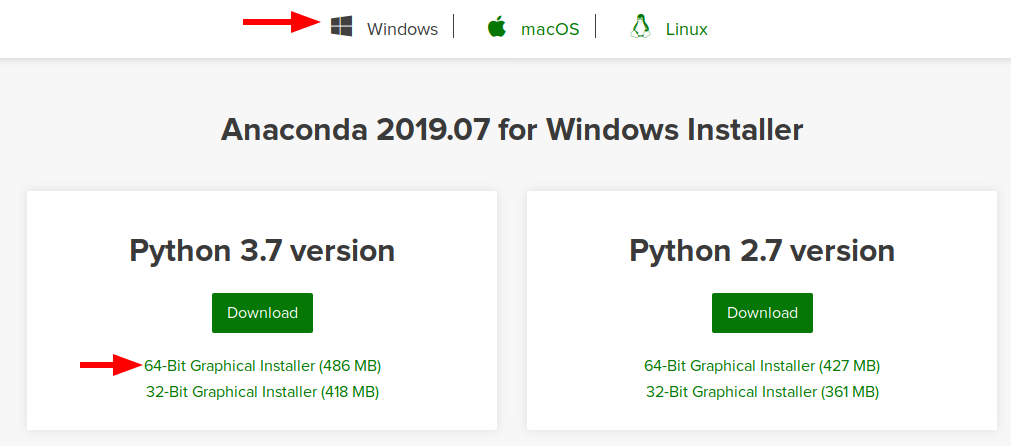 Windows
macOS
Linux
Anaconda 2019.07 for Windows Installer
Python 3.7 version
Download
64-Bit Graphical Installer (486 MB)
32-Bit Graphical Installer (418 MB)
Python 2.7 version
Download
64-Bit Graphical Installer (427 MB)
32-Bit Graphical Installer (361 MB)